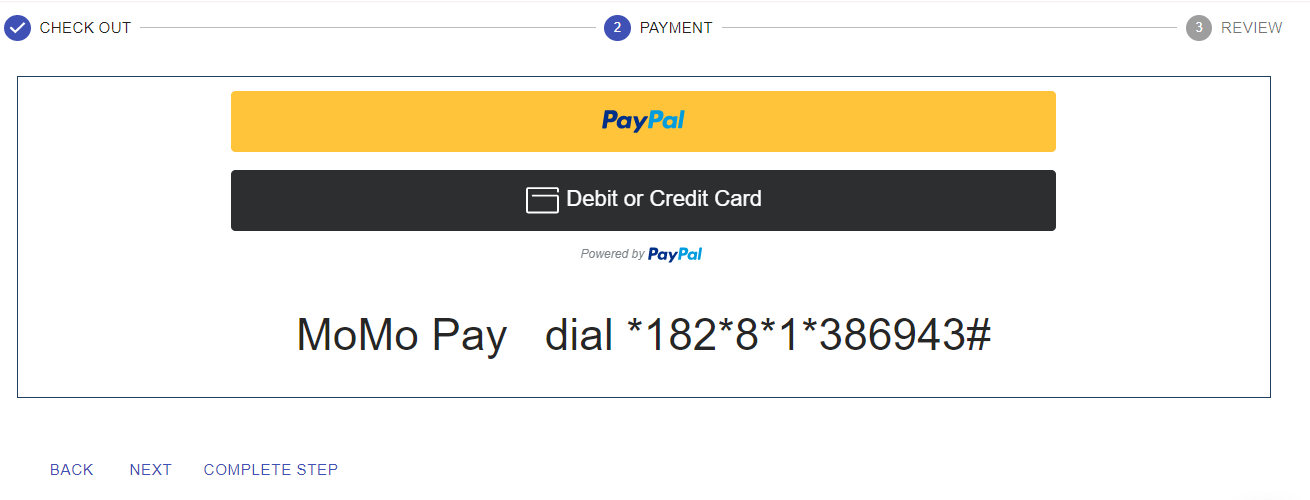 CHECK OUT 2 PAYMENT 3 REVIEW
PayPal
Debit or Credit Card
Powered by PayPal
MoMo Pay dial *182*8*1*386943#
BACK NEXT COMPLETE STEP